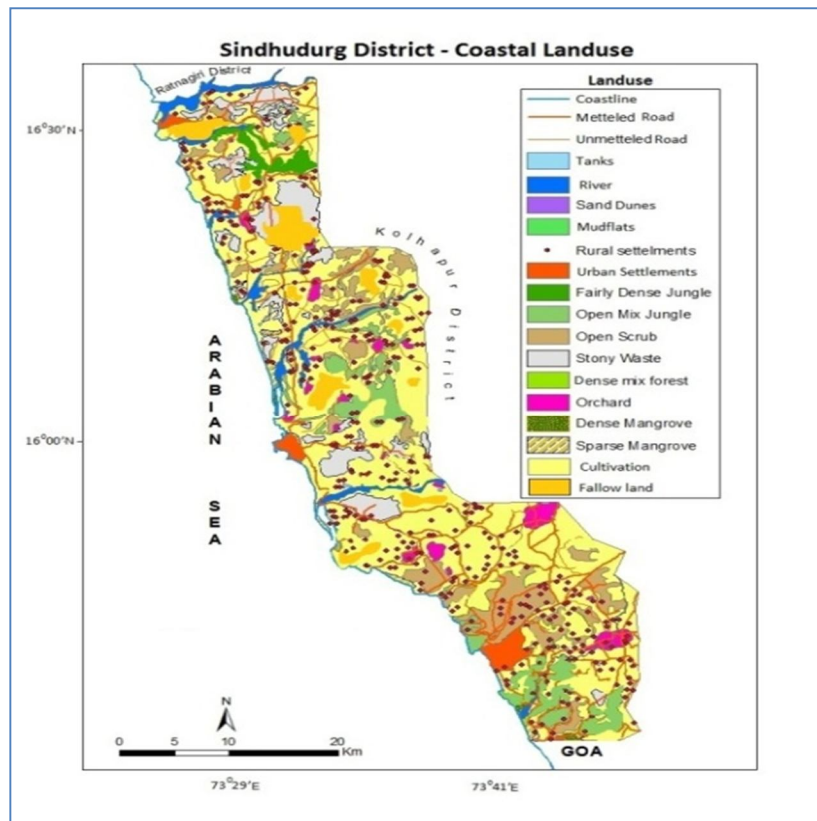 Sindhudurg District - Coastal Landuse
Ratnagiri District
Landuse
Coastline
Metteled Road
Unmetteled Road
Tanks
River
Sand Dunes
Mudflats
Rural settelments
Urban Settlements
Fairly Dense Jungle
Open Mix Jungle
Open Scrub
Stony Waste
Dense mix forest
Orchard
Dense Mangrove
Sparse Mangrove
Cultivation
Fallow land
16°30'N
Kolhapur District
ARABIAN
SEA
16°00'N
N
0 5 10 20
Km
GOA
73°29'E 73°41'E